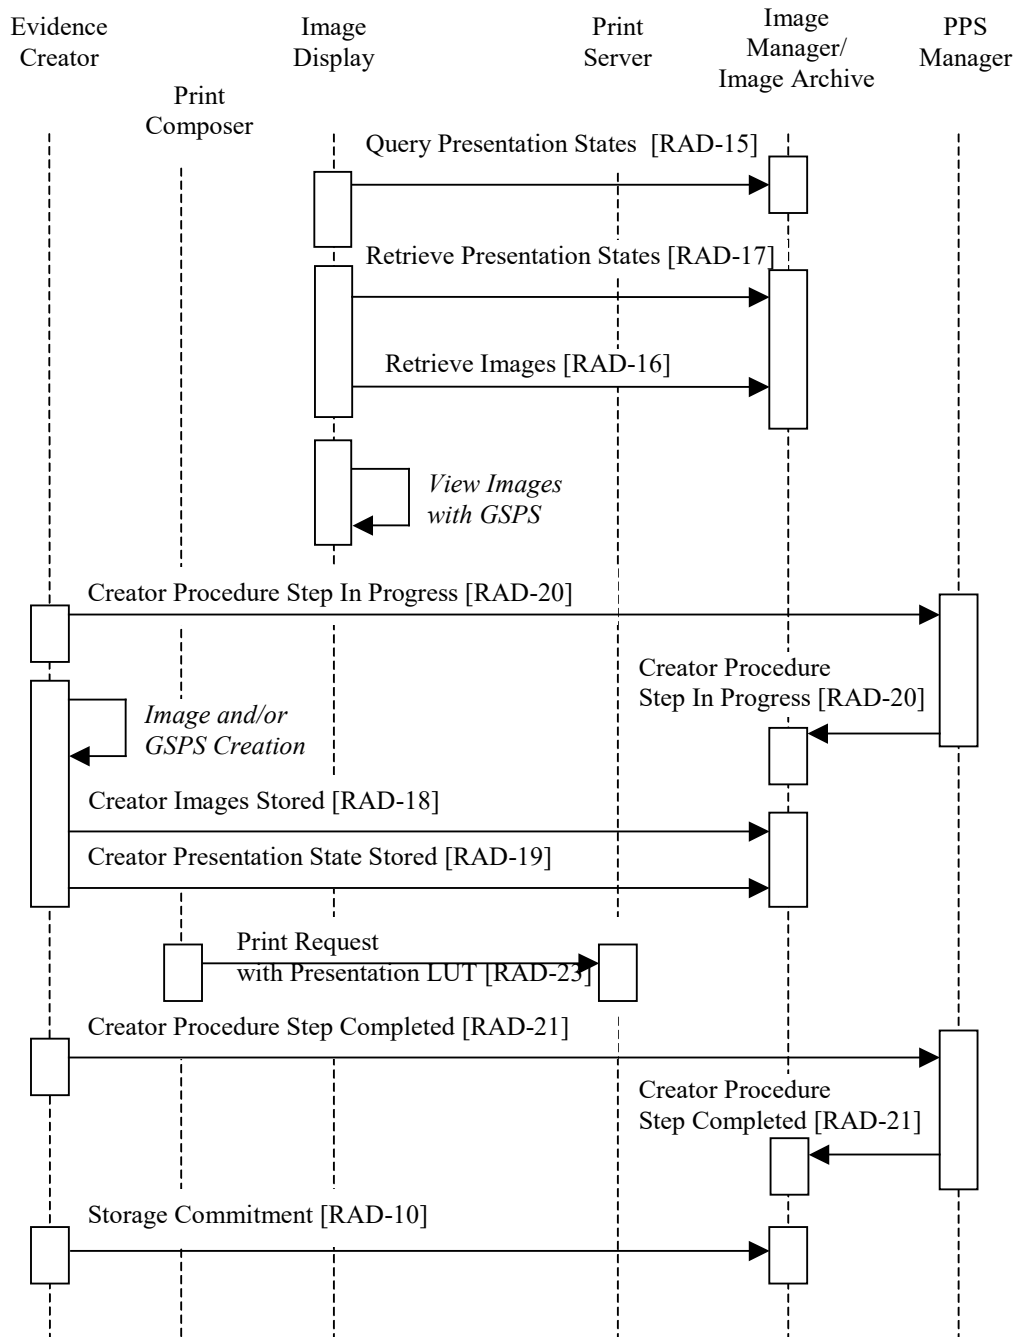 Evidence
Creator
Image
Display
Print
Server
Image
Manager/
Image Archive
PPS
Manager
Print
Composer
Query Presentation States [RAD-15]
Retrieve Presentation States [RAD-17]
Retrieve Images [RAD-16]
View Images
with GSPS
Creator Procedure Step In Progress [RAD-20]
Creator Procedure
Step In Progress [RAD-20]
Image and/or
GSPS Creation
Creator Images Stored [RAD-18]
Creator Presentation State Stored [RAD-19]
Print Request
with Presentation LUT [RAD-23]
Creator Procedure Step Completed [RAD-21]
Creator Procedure
Step Completed [RAD-21]
Storage Commitment [RAD-10]